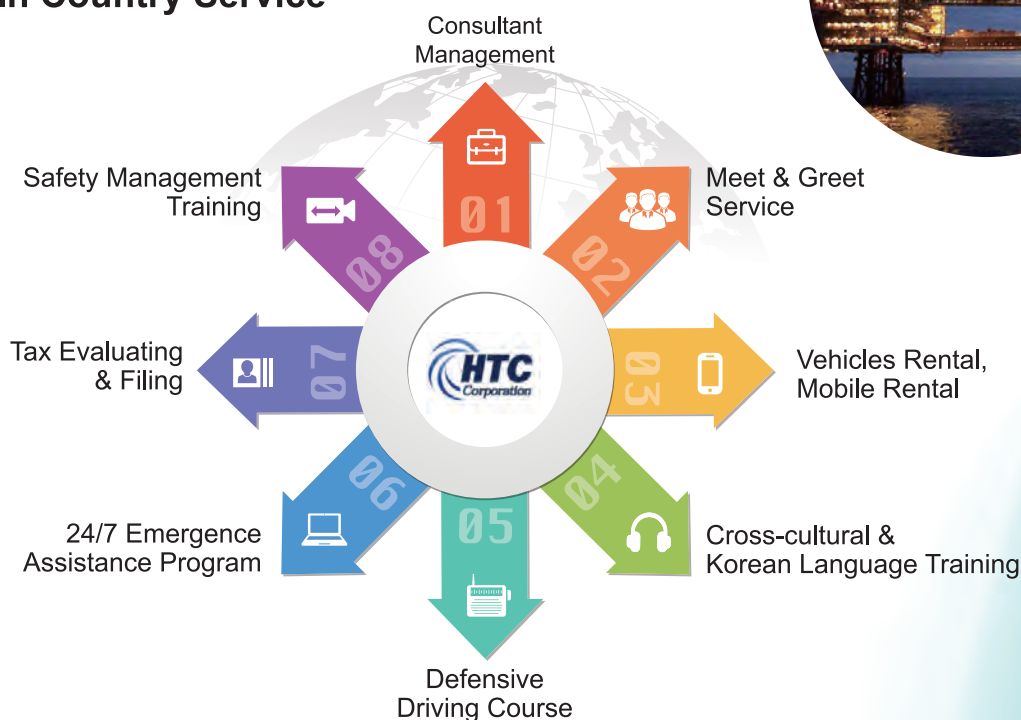 In Country Service
Consultant
Management
01
Meet & Greet
Service
02
Vehicles Rental,
Mobile Rental
03
Cross-cultural &
Korean Language Training
04
Defensive
Driving Course
05
24/7 Emergence
Assistance Program
06
Tax Evaluating
& Filing
07
Safety Management
Training
08
HTC
Corporation